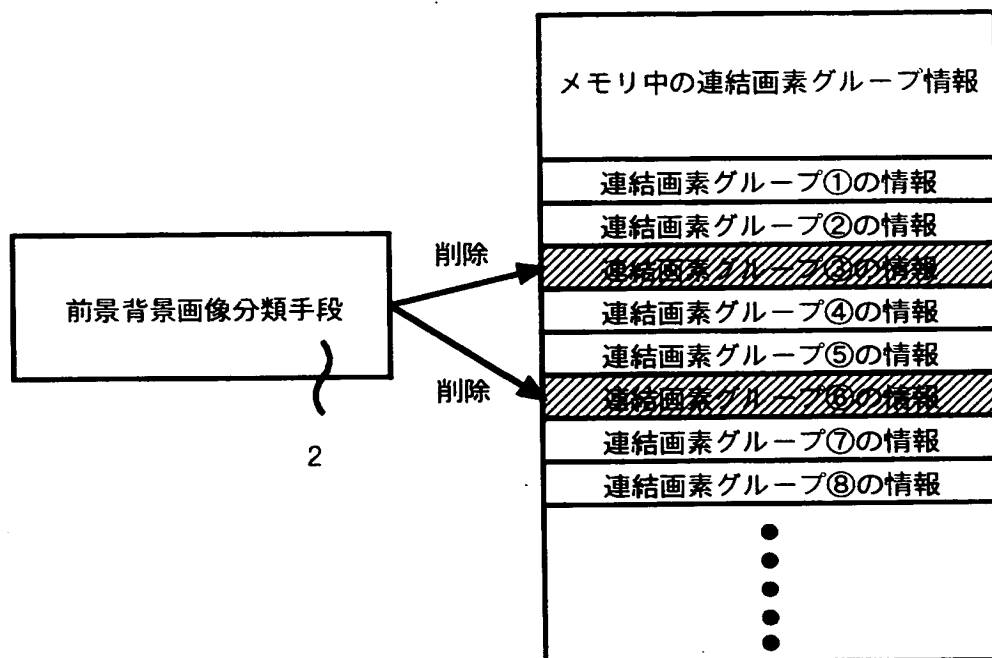 メモリ中の連結画素グループ情報
連結画素グループ①の情報
連結画素グループ②の情報
連結画素グループ③の情報
連結画素グループ④の情報
連結画素グループ⑤の情報
連結画素グループ⑥の情報
連結画素グループ⑦の情報
連結画素グループ⑧の情報
削除
前景背景画像分類手段
削除
2